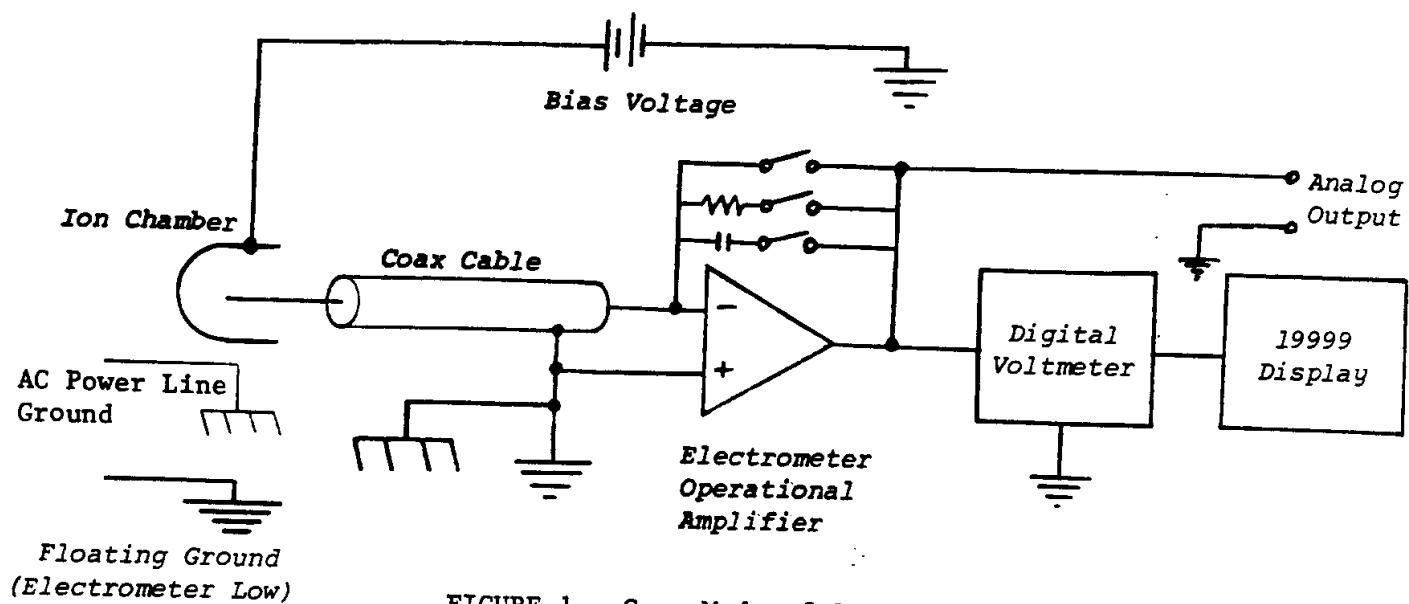 Bias Voltage
Ion Chamber
Coax Cable
Analog
Output
−
+
Digital
Voltmeter
19999
Display
AC Power Line
Ground
Electrometer
Operational
Amplifier
Floating Ground
(Electrometer Low)
FIGURE 1